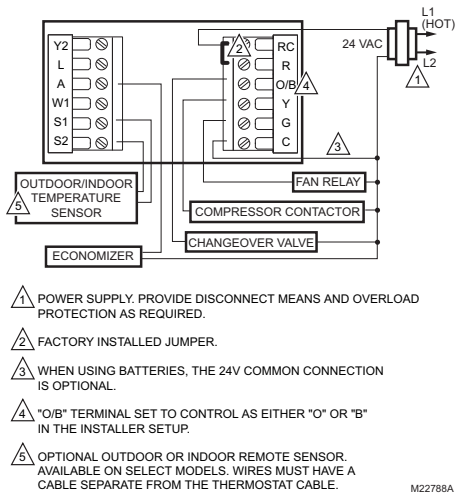 L1
(HOT)
24 VAC
L2
1
2
Y2
L
A
W1
S1
S2
RC
R
O/B
Y
G
C
4
3
OUTDOOR/INDOOR
TEMPERATURE
SENSOR
5
FAN RELAY
COMPRESSOR CONTACTOR
CHANGEOVER VALVE
ECONOMIZER
1 POWER SUPPLY. PROVIDE DISCONNECT MEANS AND OVERLOAD
PROTECTION AS REQUIRED.
2 FACTORY INSTALLED JUMPER.
3 WHEN USING BATTERIES, THE 24V COMMON CONNECTION
IS OPTIONAL.
4 "O/B" TERMINAL SET TO CONTROL AS EITHER "O" OR "B"
IN THE INSTALLER SETUP.
5 OPTIONAL OUTDOOR OR INDOOR REMOTE SENSOR.
AVAILABLE ON SELECT MODELS. WIRES MUST HAVE A
CABLE SEPARATE FROM THE THERMOSTAT CABLE.
M22788A